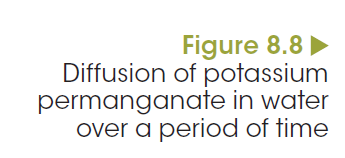 Figure 8.8 ▶
Diffusion of potassium
permanganate in water
over a period of time